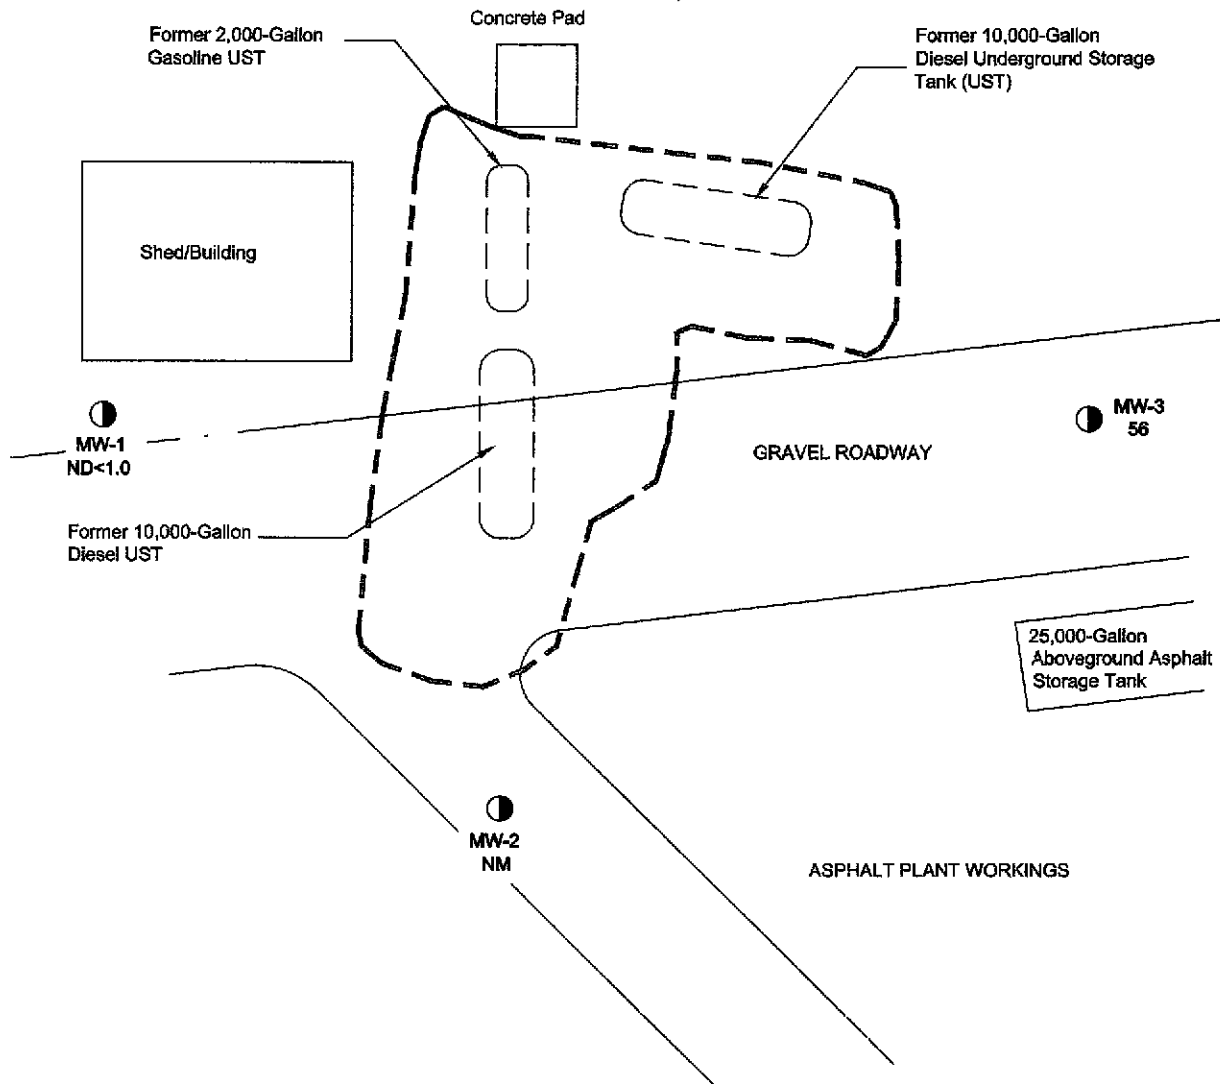 Concrete Pad
Former 2,000-Gallon
Gasoline UST
Former 10,000-Gallon
Diesel Underground Storage
Tank (UST)
Shed/Building
MW-1
ND<1.0
MW-3
56
GRAVEL ROADWAY
Former 10,000-Gallon
Diesel UST
25,000-Gallon
Aboveground Asphalt
Storage Tank
MW-2
NM
ASPHALT PLANT WORKINGS